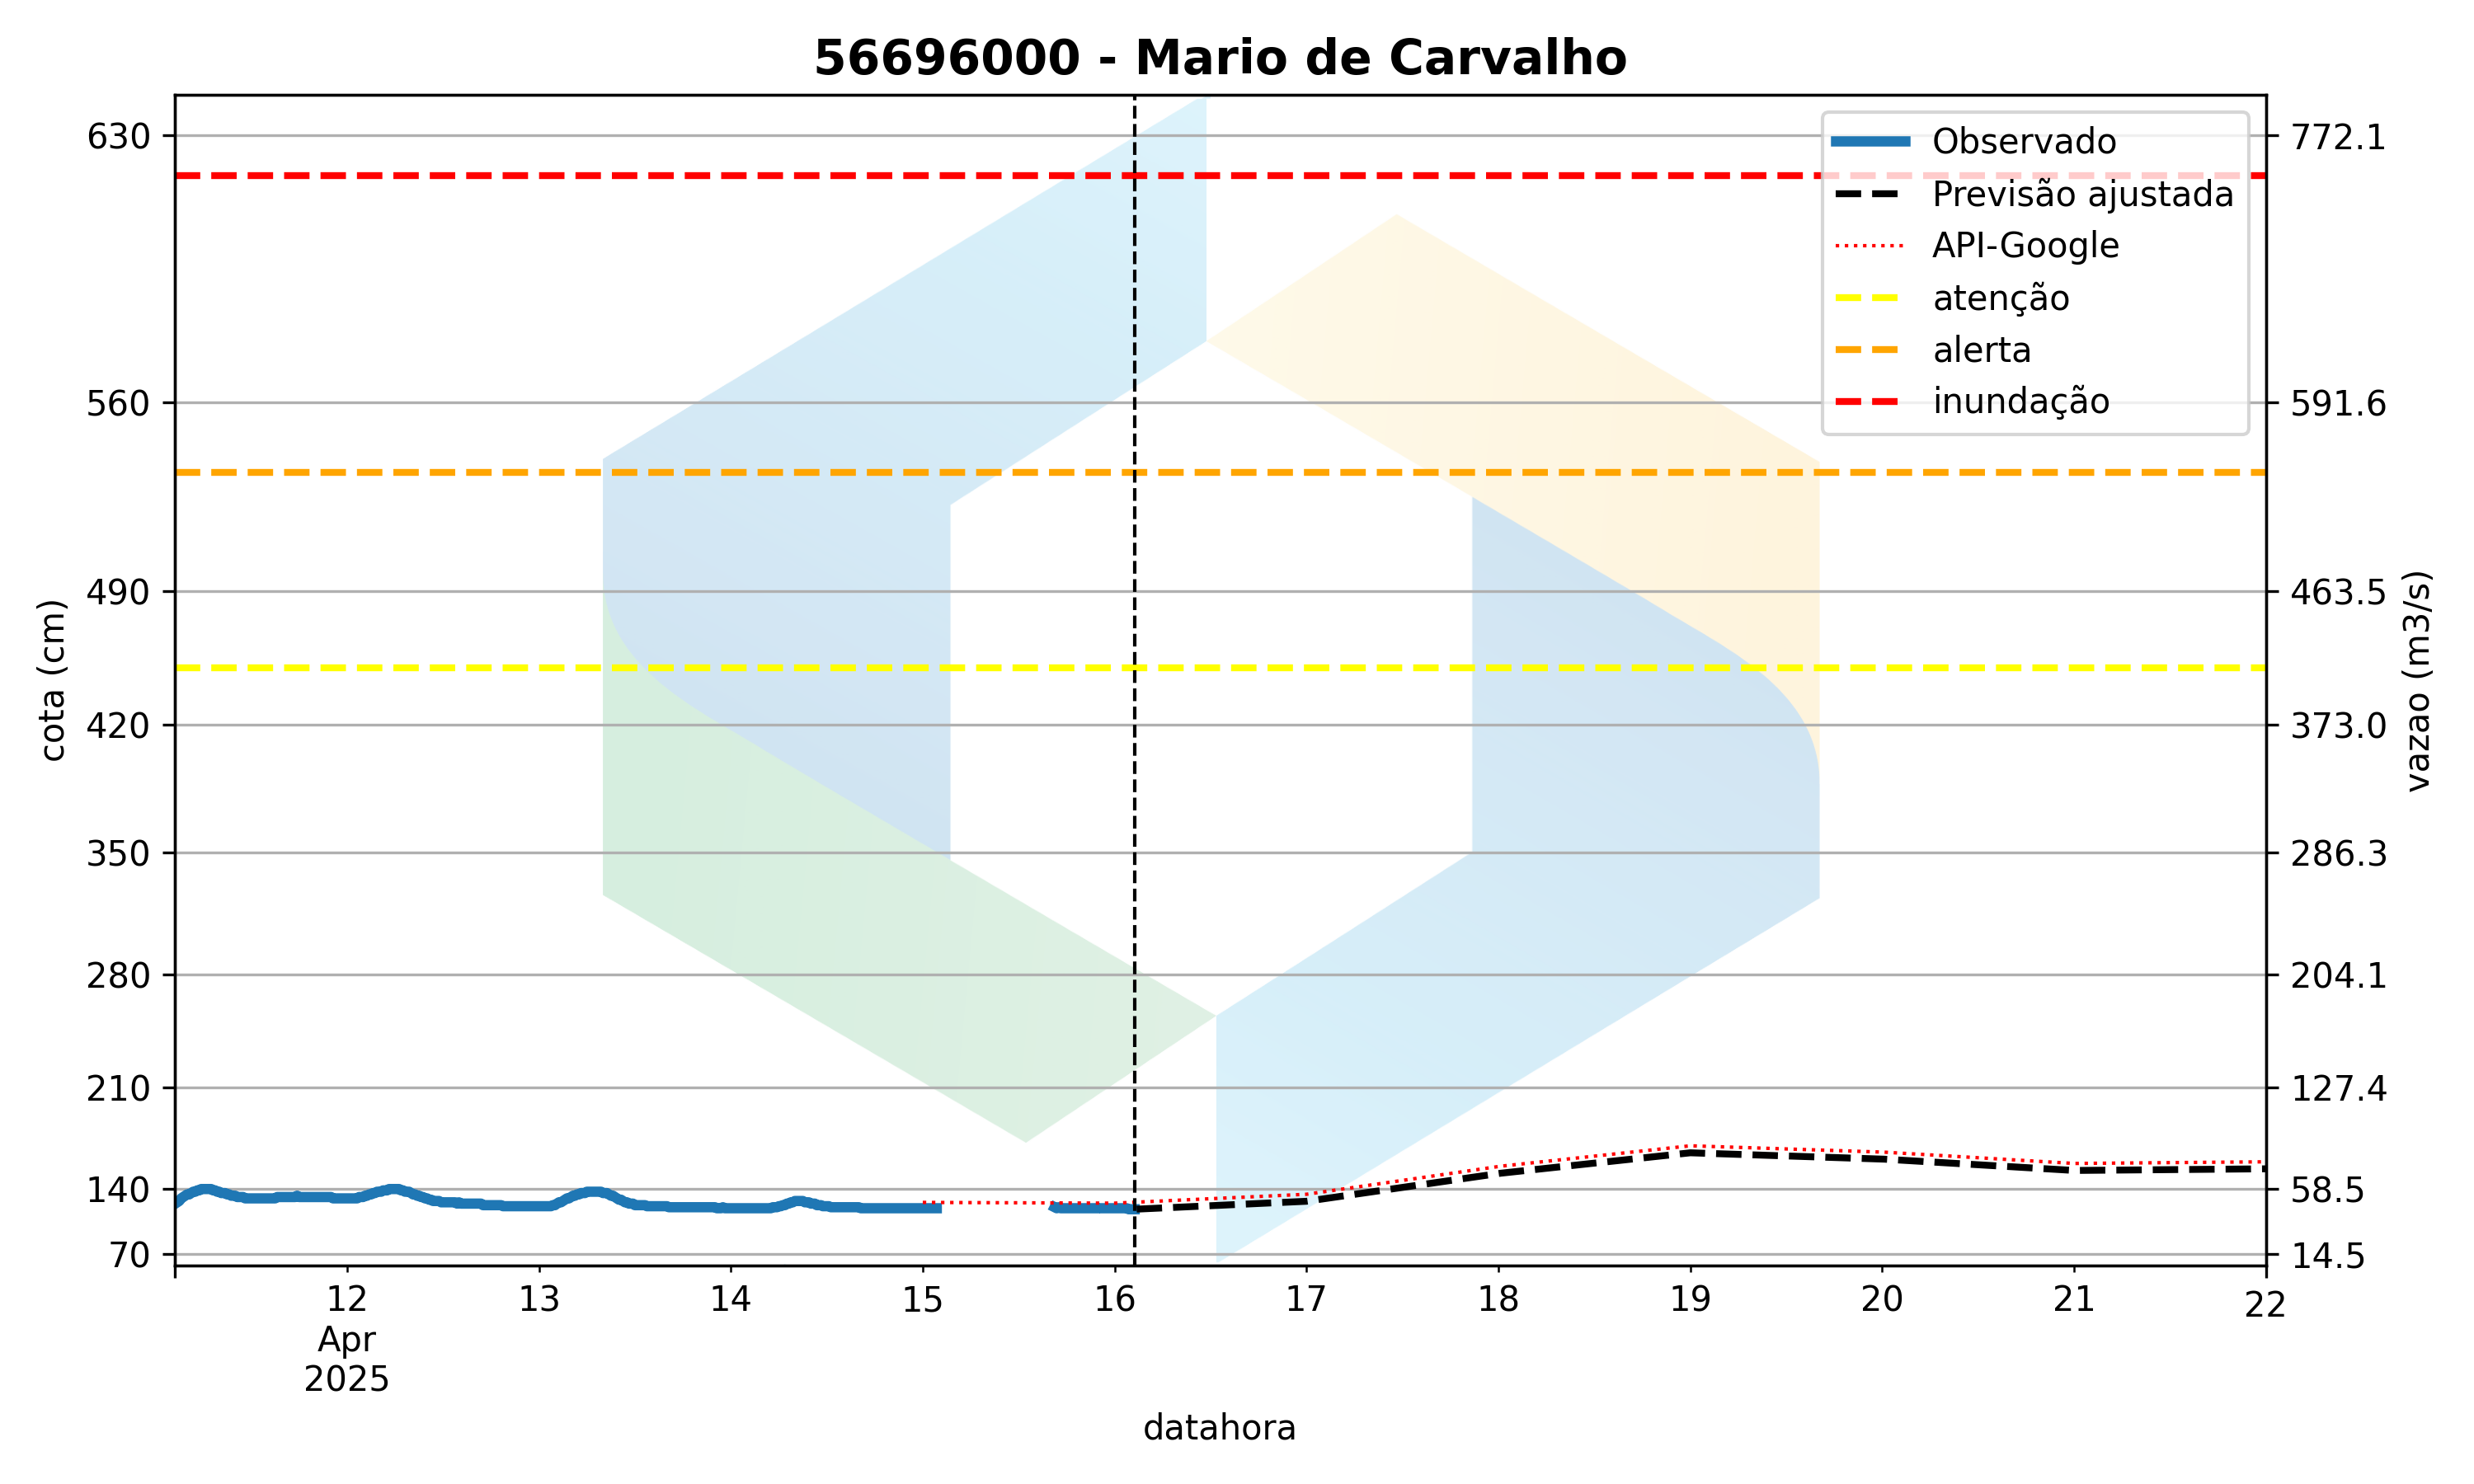 56696000 - Mario de Carvalho
630
560
490
420
350
280
210
140
70
cota (cm)
772.1
591.6
463.5
373.0
286.3
204.1
127.4
58.5
14.5
vazao (m3/s)
Observado
Previsão ajustada
API-Google
atenção
alerta
inundação
12 13 14 15 16 17 18 19 20 21 22
Apr
2025
datahora